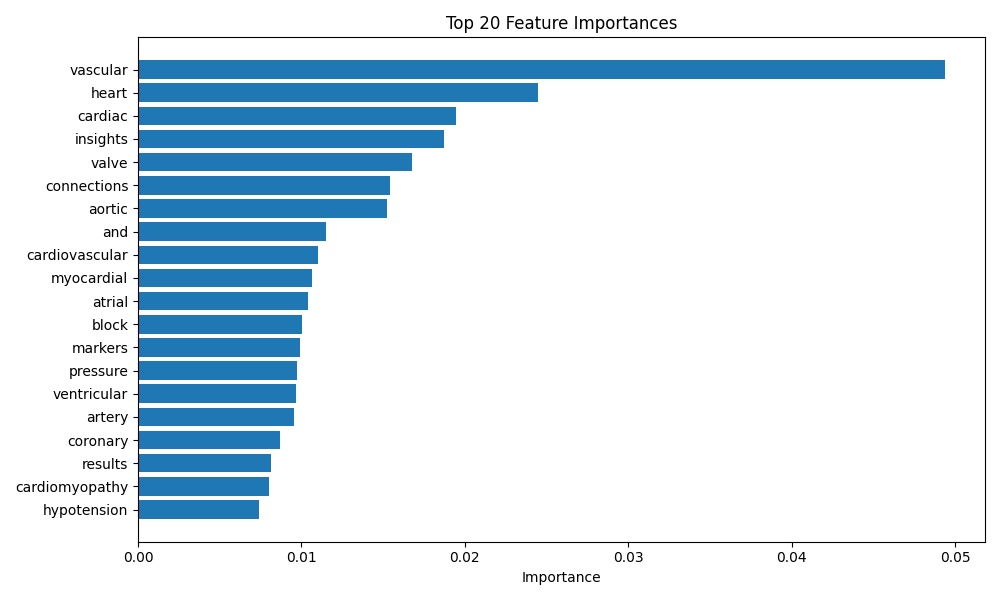 Top 20 Feature Importances
vascular
heart
cardiac
insights
valve
connections
aortic
and
cardiovascular
myocardial
atrial
block
markers
pressure
ventricular
artery
coronary
results
cardiomyopathy
hypotension
0.00 0.01 0.02 0.03 0.04 0.05
Importance